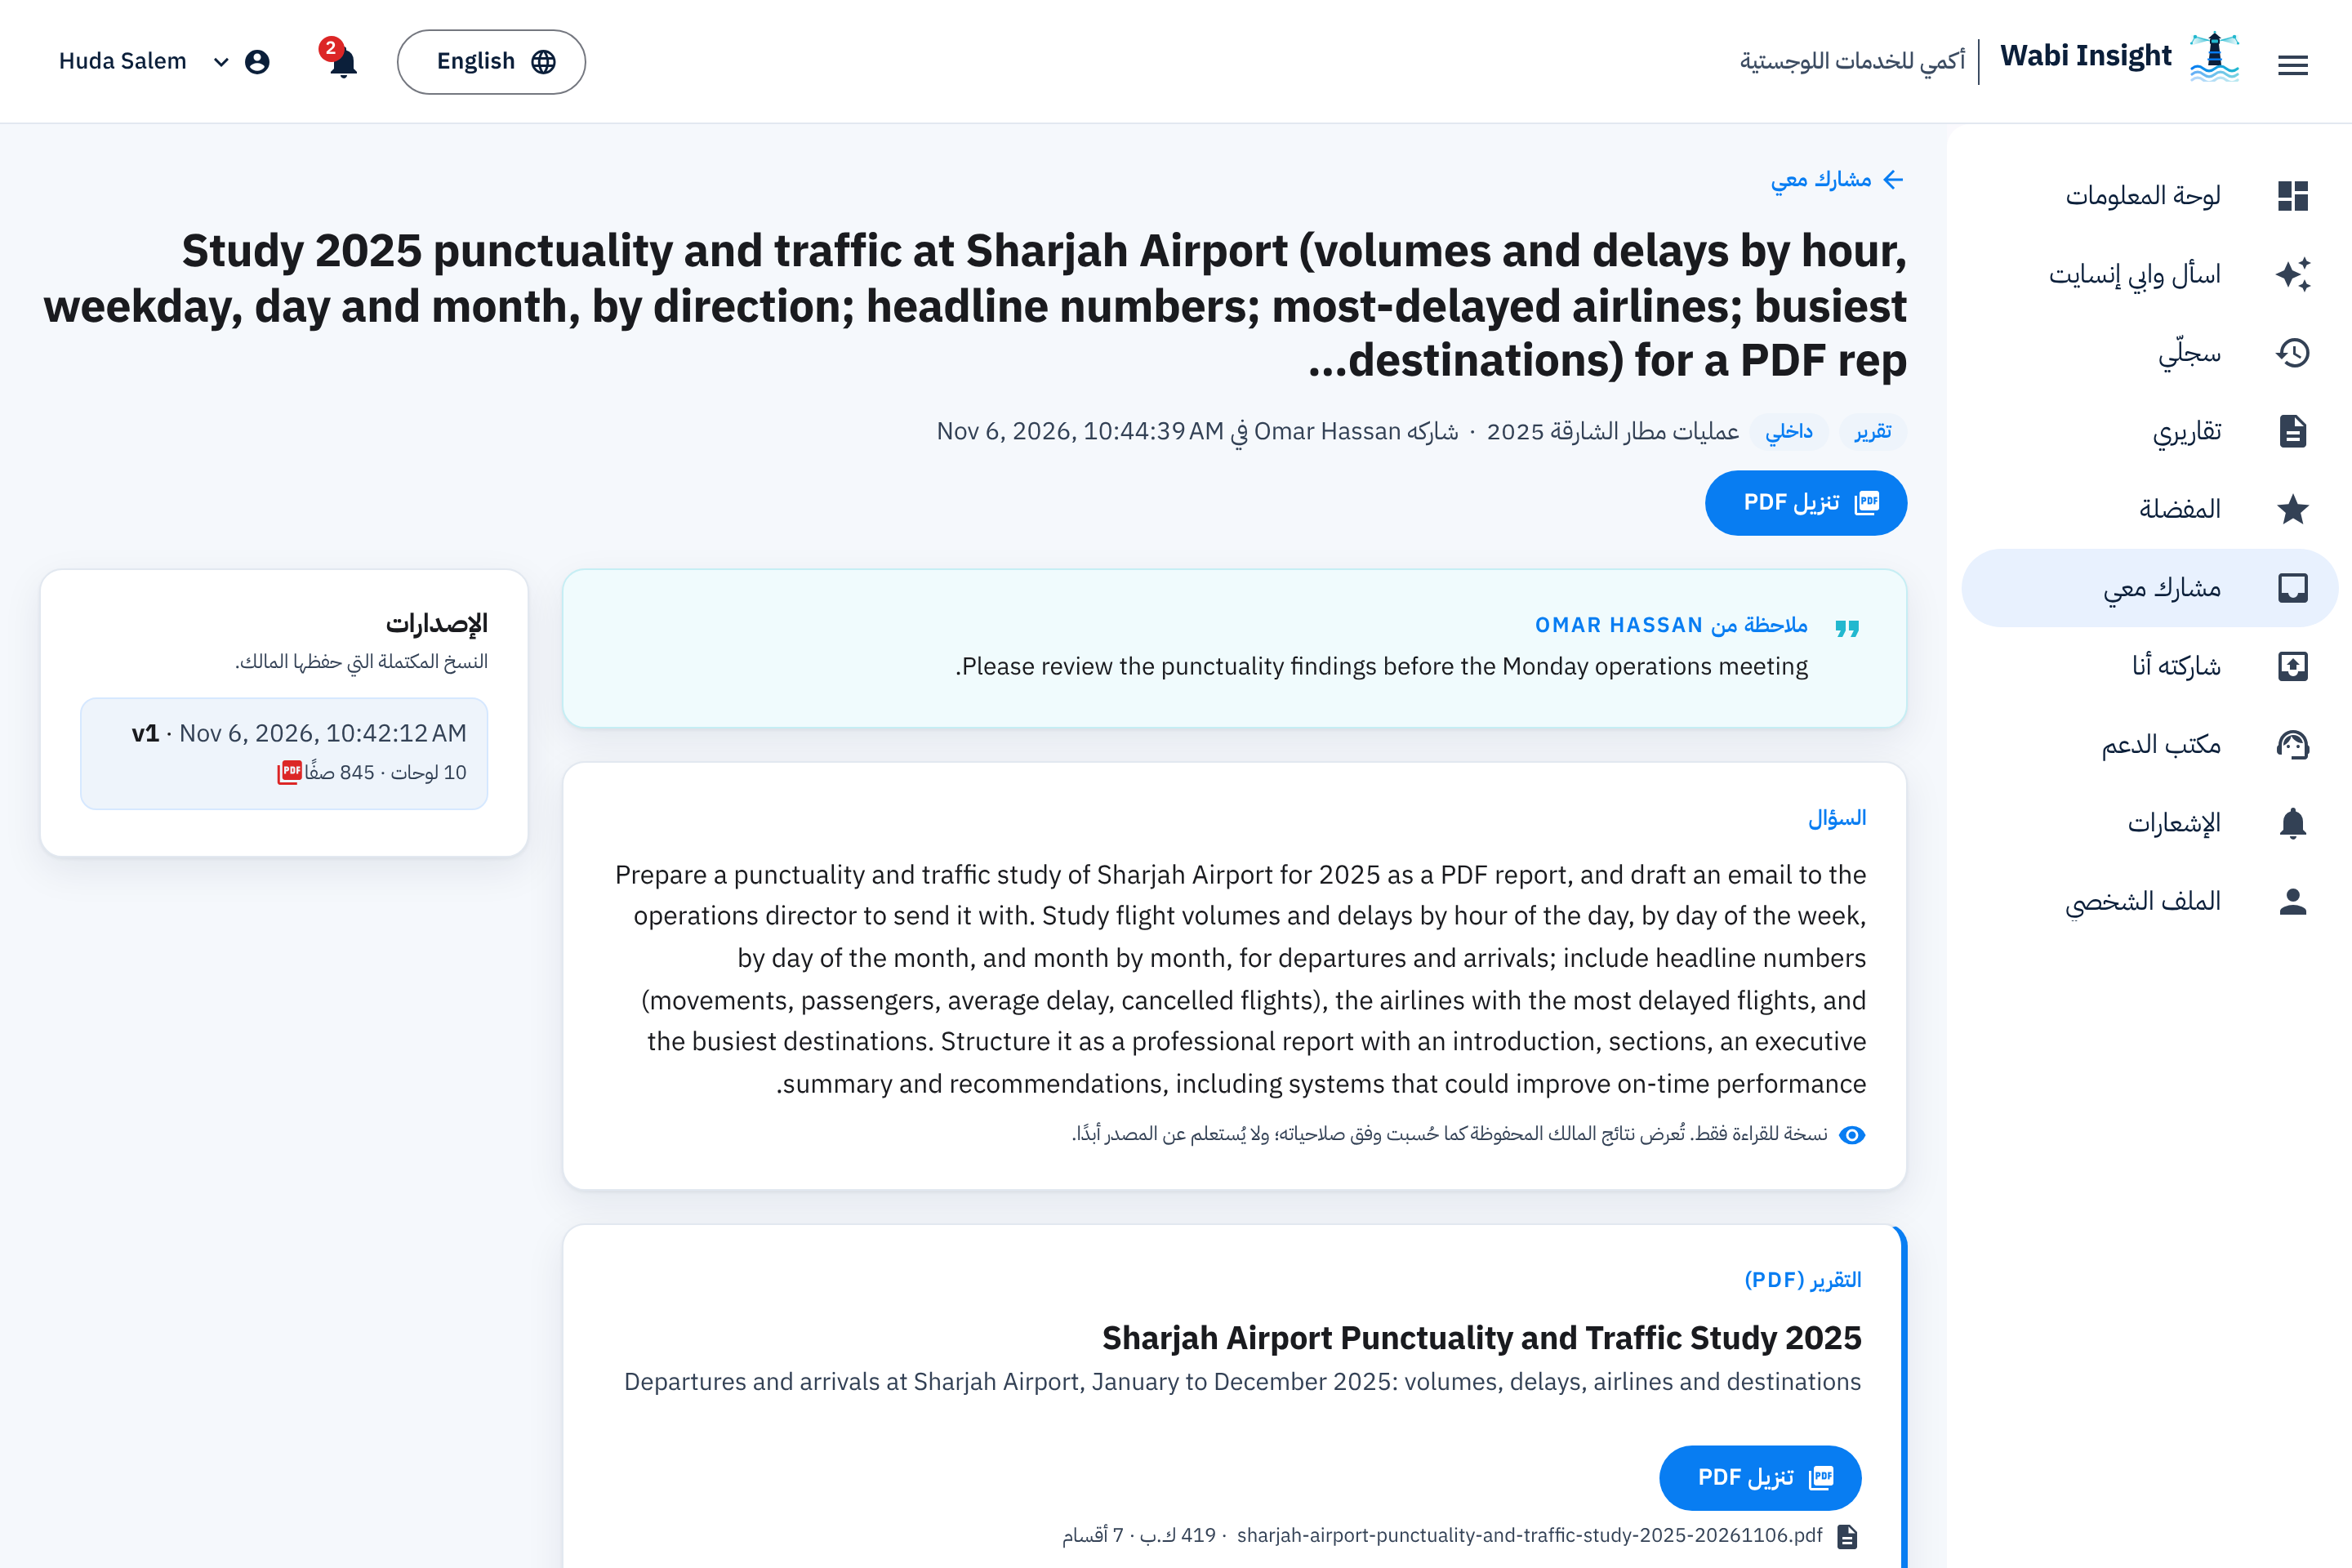 Wabi Insight
أكمي للخدمات اللوجستية
English
2
Huda Salem
لوحة المعلومات
اسأل وابي إنسايت
سجلّي
تقاريري
المفضلة
مشارك معي
شاركته أنا
مكتب الدعم
الإشعارات
الملف الشخصي
مشارك معي
Study 2025 punctuality and traffic at Sharjah Airport (volumes and delays by hour,
weekday, day and month, by direction; headline numbers; most-delayed airlines; busiest
destinations) for a PDF rep…
تقرير داخلي عمليات مطار الشارقة 2025 · شاركه Omar Hassan في Nov 6, 2026, 10:44:39 AM
تنزيل PDF
ملاحظة من OMAR HASSAN
Please review the punctuality findings before the Monday operations meeting.
السؤال
Prepare a punctuality and traffic study of Sharjah Airport for 2025 as a PDF report, and draft an email to the
operations director to send it with. Study flight volumes and delays by hour of the day, by day of the week,
by day of the month, and month by month, for departures and arrivals; include headline numbers
(movements, passengers, average delay, cancelled flights), the airlines with the most delayed flights, and
the busiest destinations. Structure it as a professional report with an introduction, sections, an executive
summary and recommendations, including systems that could improve on-time performance.
نسخة للقراءة فقط. تُعرض نتائج المالك المحفوظة كما حُسبت وفق صلاحياته؛ ولا يُستعلم عن المصدر أبدًا.
التقرير (PDF)
Sharjah Airport Punctuality and Traffic Study 2025
Departures and arrivals at Sharjah Airport, January to December 2025: volumes, delays, airlines and destinations
تنزيل PDF
sharjah-airport-punctuality-and-traffic-study-2025-20261106.pdf · 419 ك.ب · 7 أقسام
الإصدارات
النسخ المكتملة التي حفظها المالك.
v1 · Nov 6, 2026, 10:42:12 AM
10 لوحات · 845 صفًا PDF